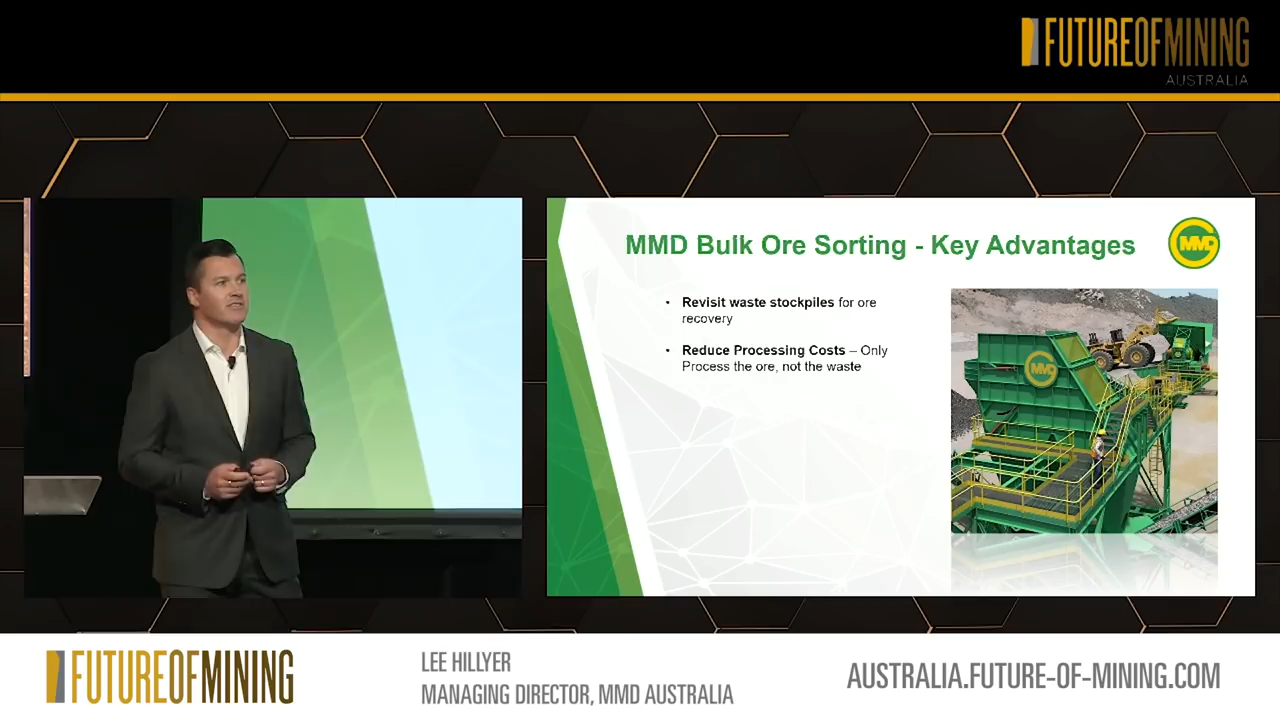 FUTUREOFMINING
AUSTRALIA
MMD Bulk Ore Sorting - Key Advantages
MMD
• Revisit waste stockpiles for ore
recovery
• Reduce Processing Costs – Only
Process the ore, not the waste
MMD
FUTUREOFMINING
LEE HILLYER
MANAGING DIRECTOR, MMD AUSTRALIA
AUSTRALIA.FUTURE-OF-MINING.COM